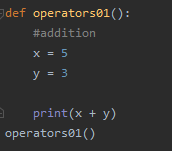 def operators01():
    #addition
    x = 5
    y = 3
    print(x + y)
operators01()